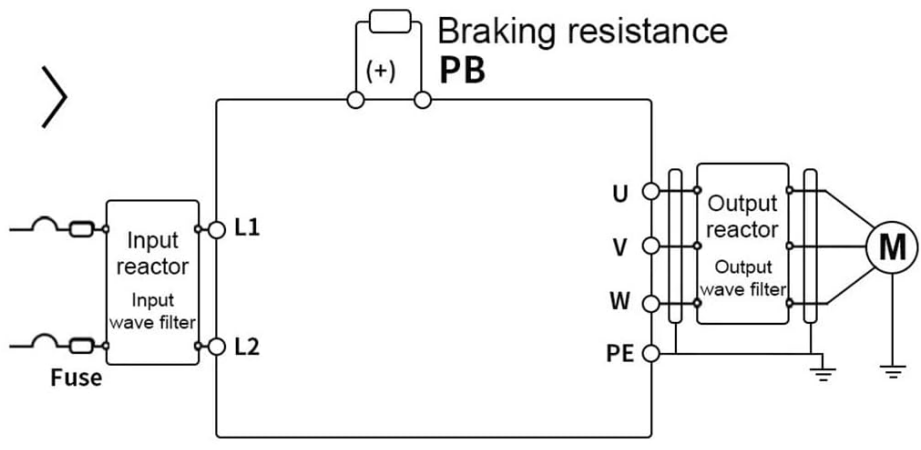 Braking resistance
(+) PB
Input
reactor
Input
wave filter
L1
L2
Fuse
U
V
W
PE
Output
reactor
Output
wave filter
M